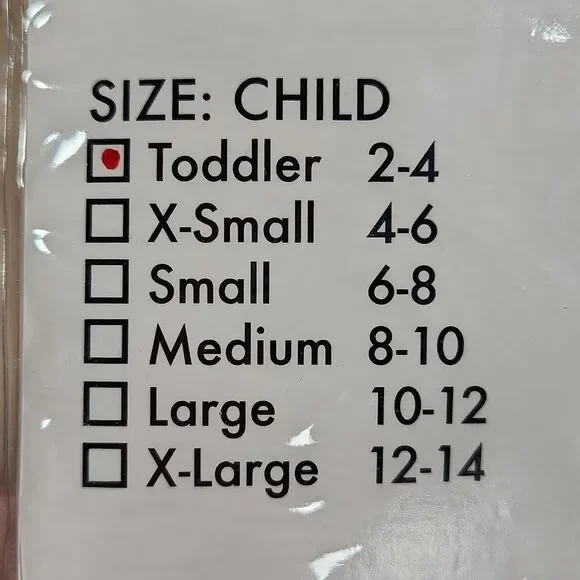 SIZE: CHILD
Toddler 2-4
X-Small 4-6
Small 6-8
Medium 8-10
Large 10-12
X-Large 12-14